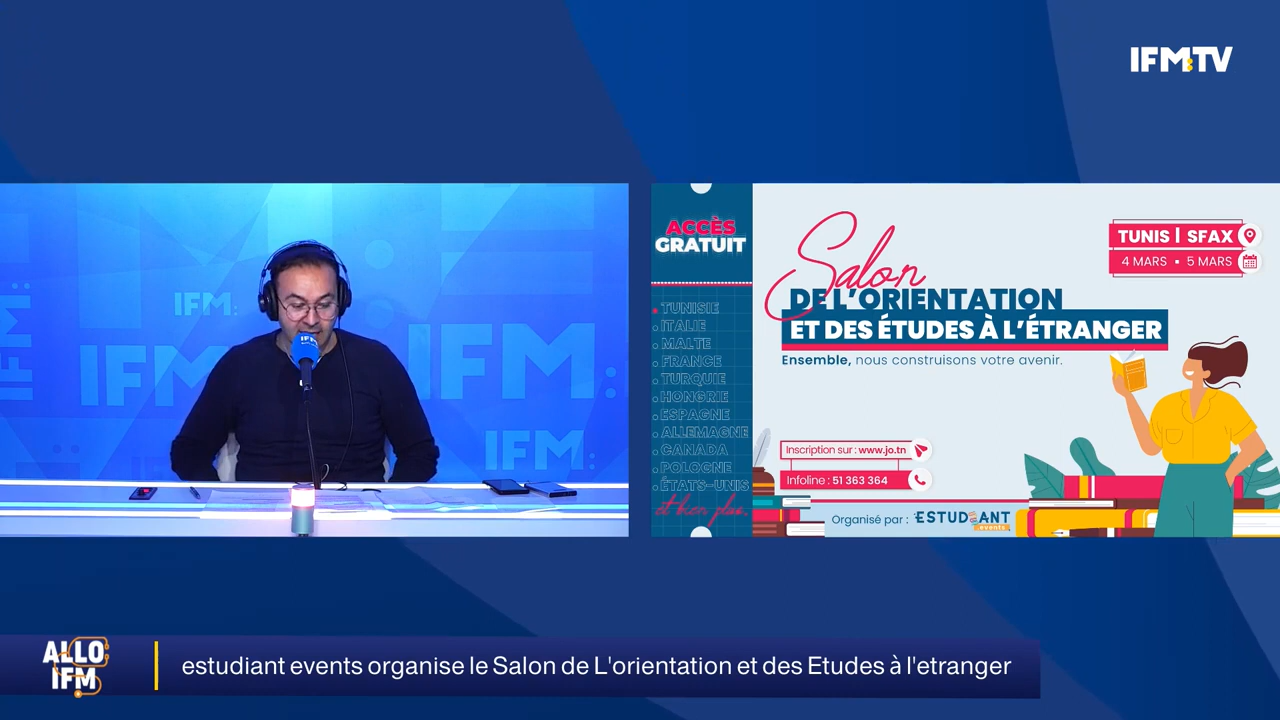 IFM:TV
IFM:
IFM:
IFM:
IFM:
IFM
ACCÈS
GRATUIT
TUNISIE
ITALIE
MALTE
FRANCE
TURQUIE
HONGRIE
ESPAGNE
ALLEMAGNE
CANADA
POLOGNE
ÉTATS-UNIS
et bien plus.
Salon
DE L'ORIENTATION
ET DES ÉTUDES À L'ÉTRANGER
Ensemble, nous construisons votre avenir.
TUNIS | SFAX
4 MARS • 5 MARS
Inscription sur : www.jo.tn
Infoline : 51 363 364
Organisé par : ESTUDIANT
events
ALLO
IFM
estudiant events organise le Salon de L'orientation et des Etudes à l'etranger